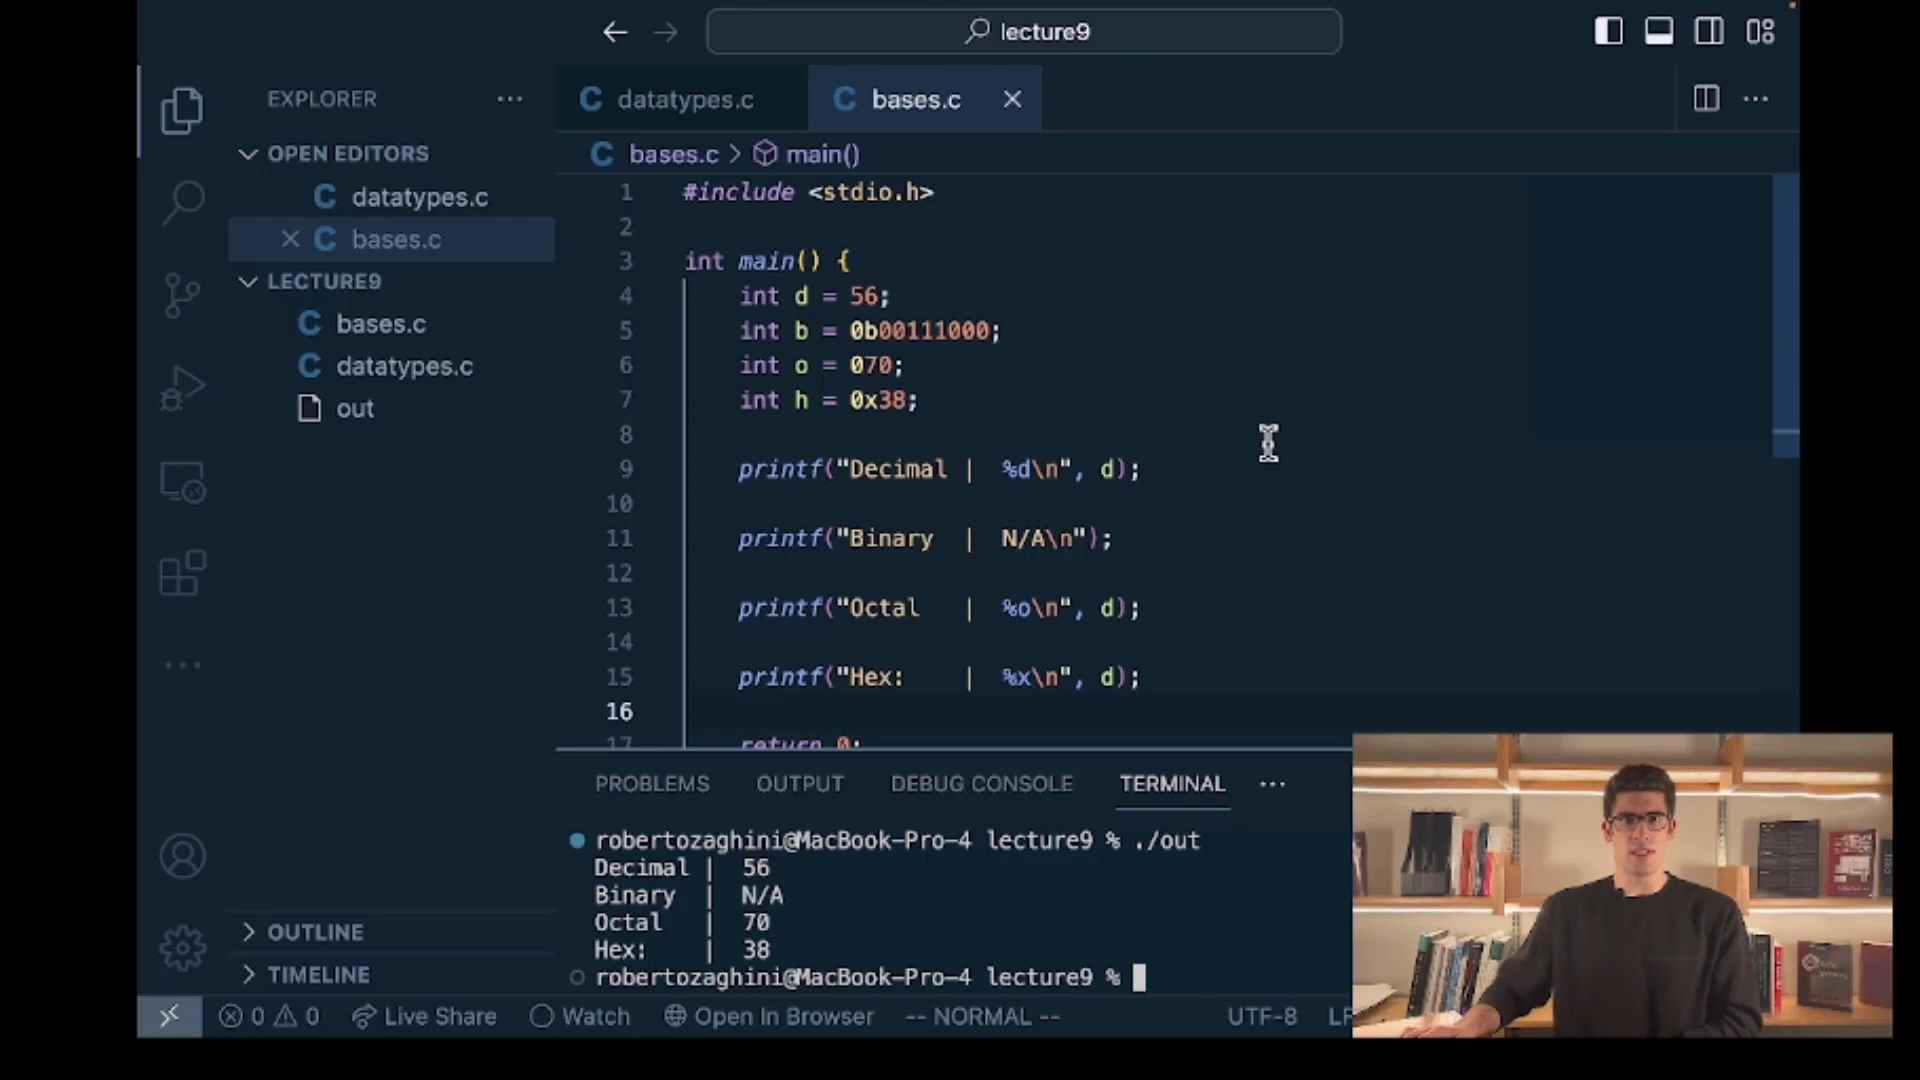 lecture9
EXPLORER
datatypes.c
bases.c
OPEN EDITORS
datatypes.c
bases.c
LECTURE9
bases.c
datatypes.c
out
OUTLINE
TIMELINE
bases.c > main()
1 #include <stdio.h>
2
3 int main() {
4 int d = 56;
5 int b = 0b00111000;
6 int o = 070;
7 int h = 0x38;
8
9 printf("Decimal |  %d\n", d);
10
11 printf("Binary  |  N/A\n");
12
13 printf("Octal   |  %o\n", d);
14
15 printf("Hex:    |  %x\n", d);
16
17 return 0;
PROBLEMS OUTPUT DEBUG CONSOLE TERMINAL
robertozaghini@MacBook-Pro-4 lecture9 % ./out
Decimal |  56
Binary  |  N/A
Octal   |  70
Hex:    |  38
robertozaghini@MacBook-Pro-4 lecture9 %
0 0 Live Share Watch Open In Browser -- NORMAL -- UTF-8 LF